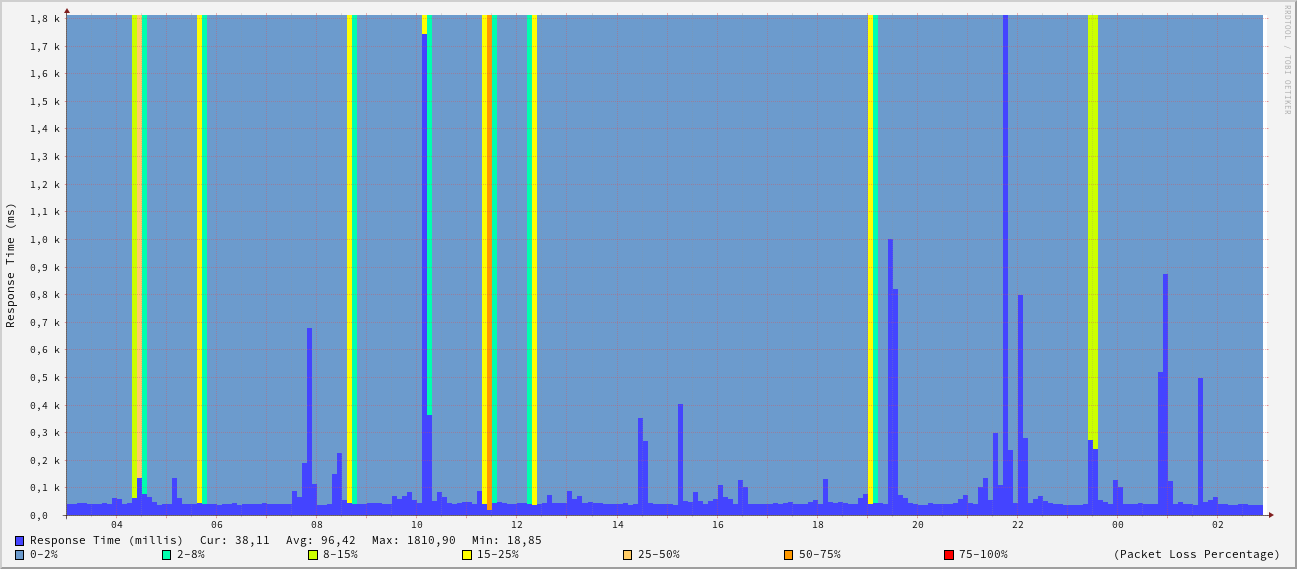 RRDTOOL / TOBI OETIKER
Response Time (ms)
1,8 k
1,7 k
1,6 k
1,5 k
1,4 k
1,3 k
1,2 k
1,1 k
1,0 k
0,9 k
0,8 k
0,7 k
0,6 k
0,5 k
0,4 k
0,3 k
0,2 k
0,1 k
0,0
04 06 08 10 12 14 16 18 20 22 00 02
Response Time (millis) Cur: 38,11 Avg: 96,42 Max: 1810,90 Min: 18,85
0-2% 2-8% 8-15% 15-25% 25-50% 50-75% 75-100% (Packet Loss Percentage)